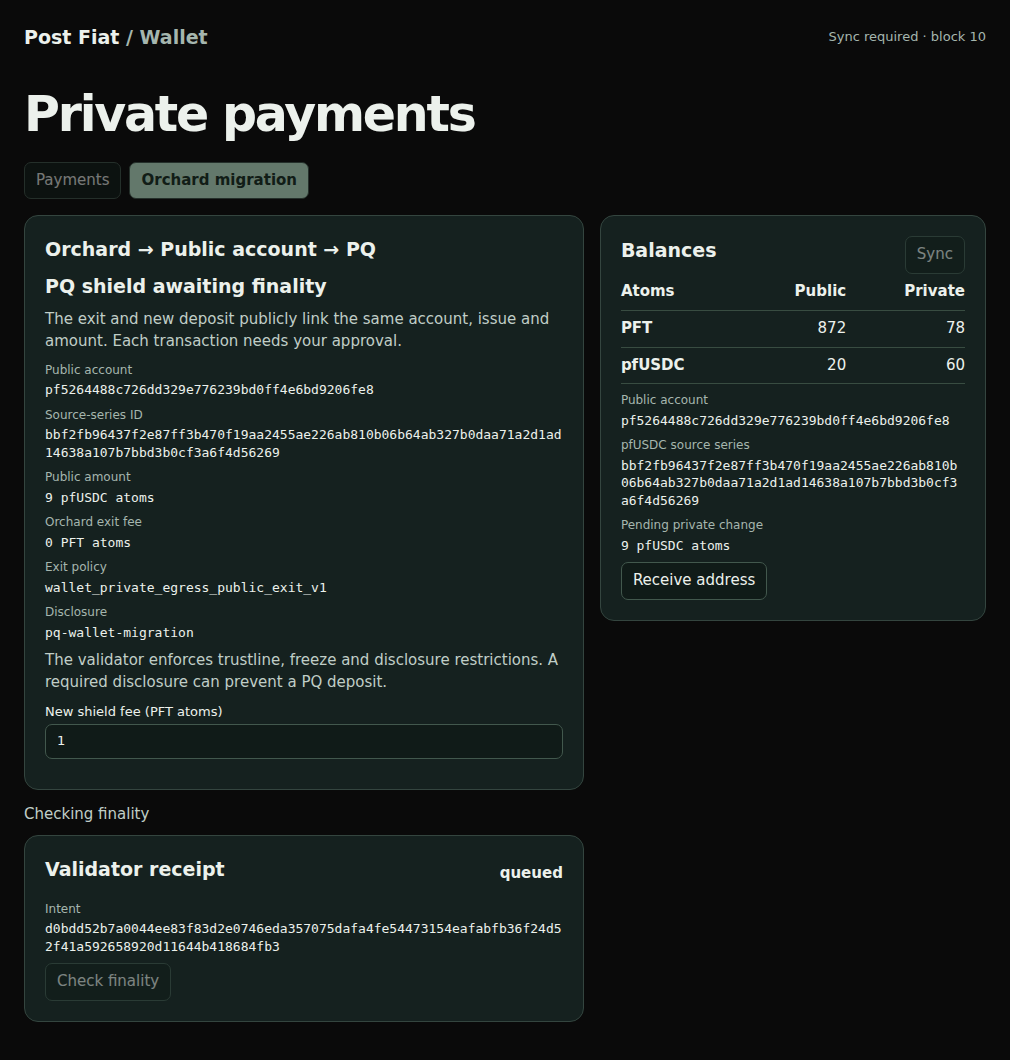 Post Fiat / Wallet
Sync required · block 10
Private payments
Payments
Orchard migration
Orchard → Public account → PQ
PQ shield awaiting finality
The exit and new deposit publicly link the same account, issue and
amount. Each transaction needs your approval.
Public account
pf5264488c726dd329e776239bd0ff4e6bd9206fe8
Source-series ID
bbf2fb96437f2e87ff3b470f19aa2455ae226ab810b06b64ab327b0daa71a2d1ad
14638a107b7bbd3b0cf3a6f4d56269
Public amount
9 pfUSDC atoms
Orchard exit fee
0 PFT atoms
Exit policy
wallet_private_egress_public_exit_v1
Disclosure
pq-wallet-migration
The validator enforces trustline, freeze and disclosure restrictions. A
required disclosure can prevent a PQ deposit.
New shield fee (PFT atoms)
1
Balances
Sync
Atoms Public Private
PFT 872 78
pfUSDC 20 60
Public account
pf5264488c726dd329e776239bd0ff4e6bd9206fe8
pfUSDC source series
bbf2fb96437f2e87ff3b470f19aa2455ae226ab810b
06b64ab327b0daa71a2d1ad14638a107b7bbd3b0cf3
a6f4d56269
Pending private change
9 pfUSDC atoms
Receive address
Checking finality
Validator receipt
queued
Intent
d0bdd52b7a0044ee83f83d2e0746eda357075dafa4fe54473154eafabfb36f24d5
2f41a592658920d11644b418684fb3
Check finality